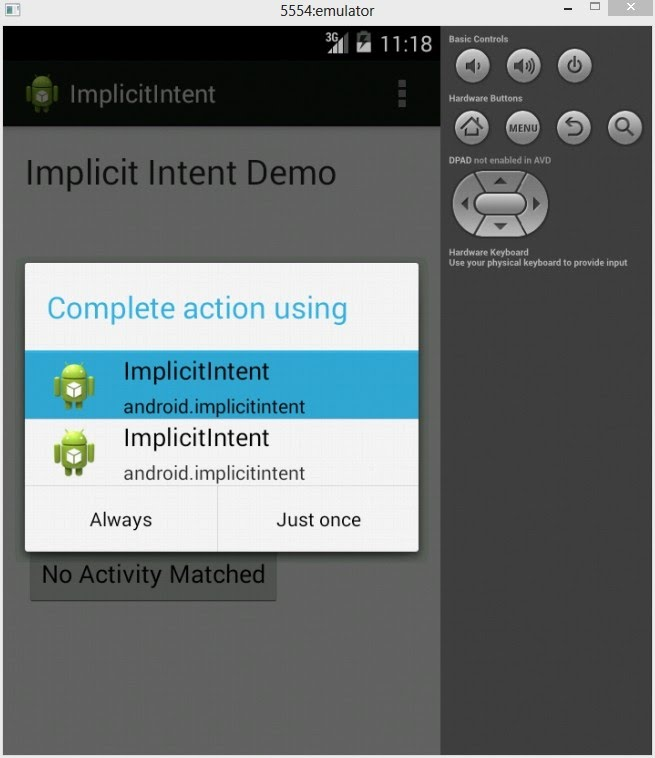 5554:emulator
3G 11:18
ImplicitIntent
Implicit Intent Demo
Complete action using
ImplicitIntent
android.implicitintent
ImplicitIntent
android.implicitintent
Always Just once
No Activity Matched
Basic Controls
Hardware Buttons
MENU
DPAD not enabled in AVD
Hardware Keyboard
Use your physical keyboard to provide input